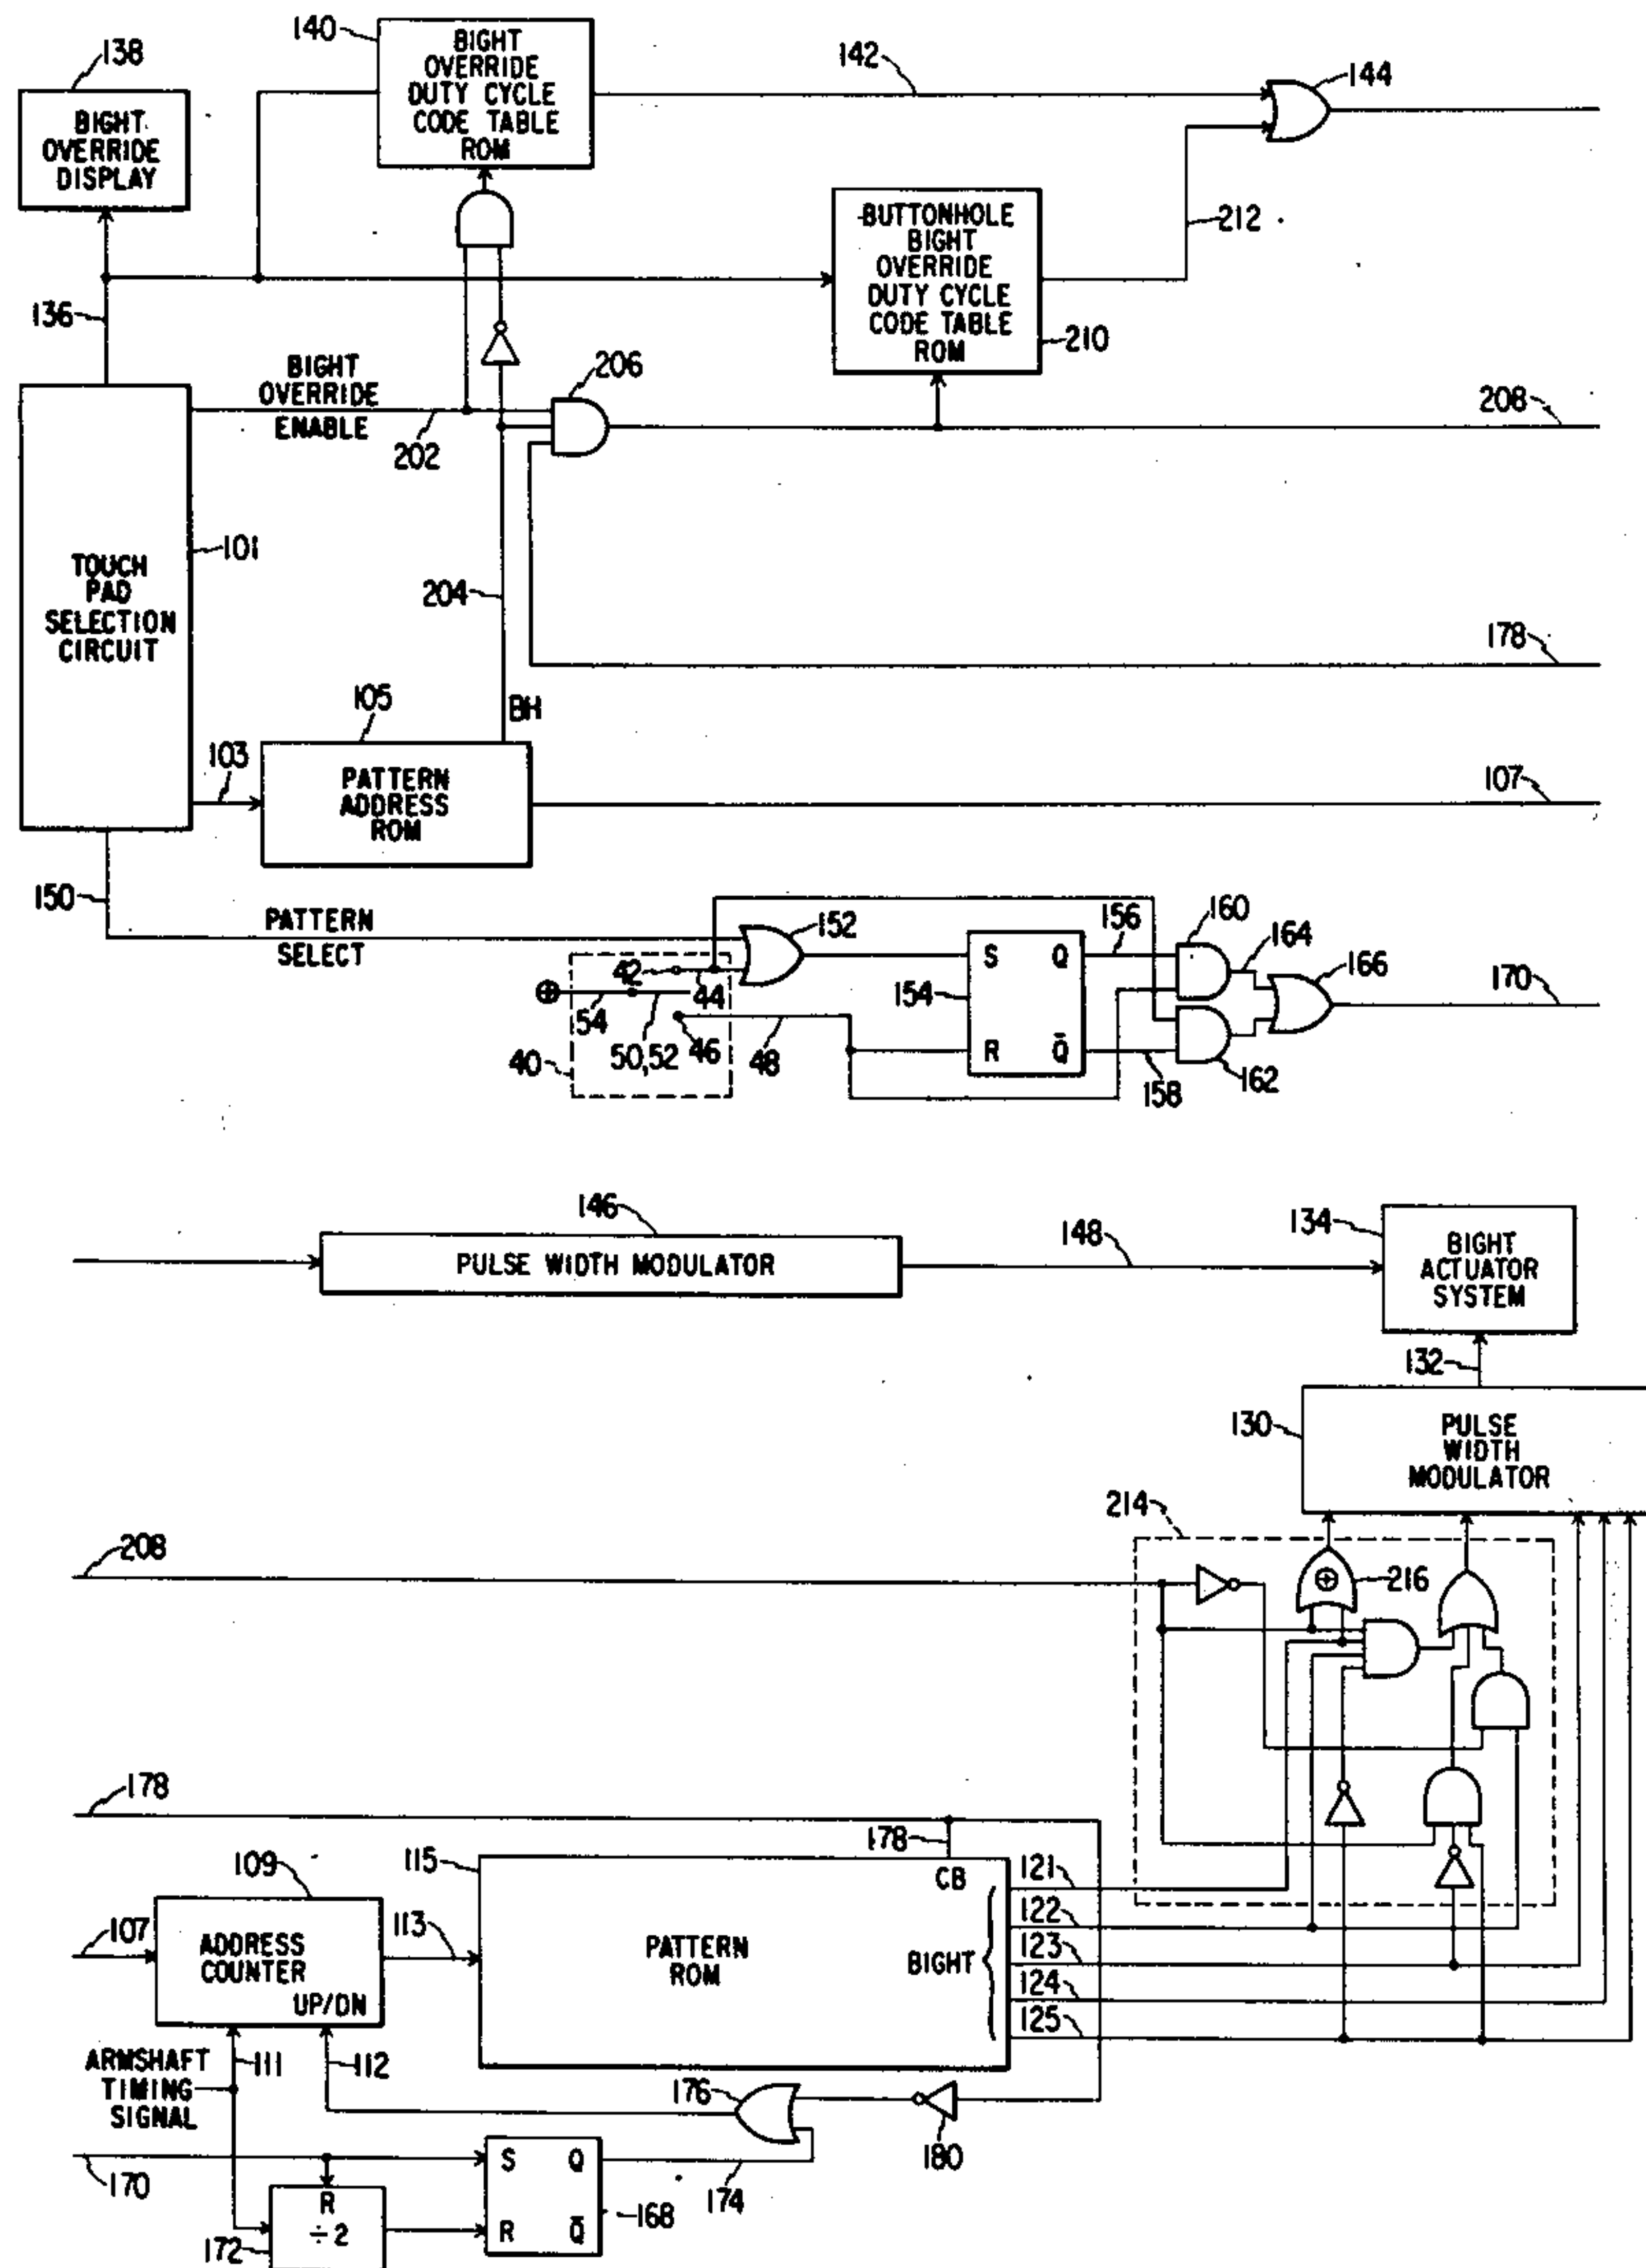 138
BIGHT
OVERRIDE
DISPLAY
140
BIGHT
OVERRIDE
DUTY CYCLE
CODE TABLE
ROM
142
144
136
BUTTONHOLE
BIGHT
OVERRIDE
DUTY CYCLE
CODE TABLE
ROM
212
210
BIGHT
OVERRIDE
ENABLE
202
206
208
TOUCH
PAD
SELECTION
CIRCUIT
101
204
178
BH
105
103
PATTERN
ADDRESS
ROM
107
150
PATTERN
SELECT
152
42
44
54
50,52
46
48
40
154
S Q
R Q̄
156
158
160
162
164
166
170
146
PULSE WIDTH MODULATOR
148
134
BIGHT
ACTUATOR
SYSTEM
132
130
PULSE
WIDTH
MODULATOR
214
208
216
178
178
109
107
ADDRESS
COUNTER
UP/DN
113
115
CB
PATTERN
ROM
BIGHT
121
122
123
124
125
ARMSHAFT
TIMING
SIGNAL
111
112
176
180
170
S Q
R Q̄
168
174
R
÷2
172